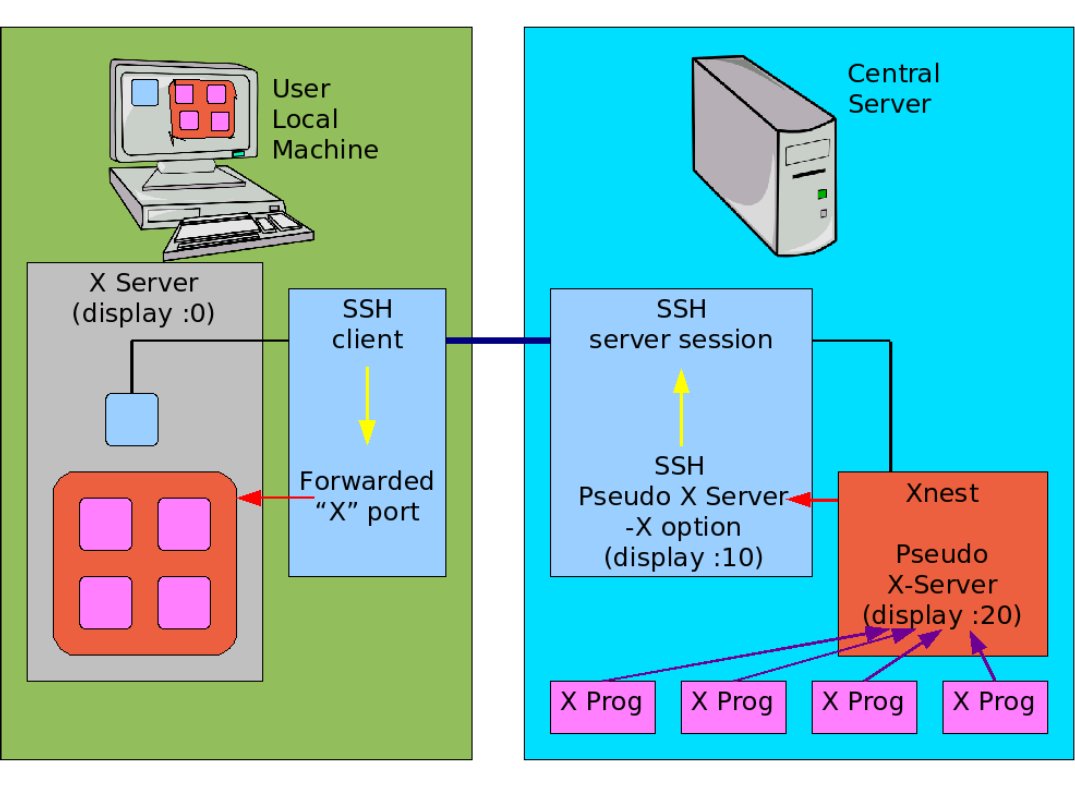 User
Local
Machine
Central
Server
X Server
(display :0)
SSH
client
Forwarded
“X” port
SSH
server session
SSH
Pseudo X Server
-X option
(display :10)
Xnest
Pseudo
X-Server
(display :20)
X Prog
X Prog
X Prog
X Prog